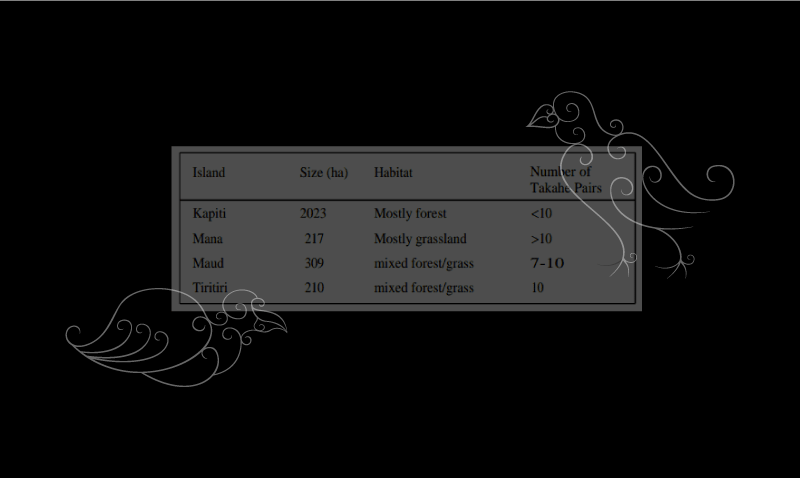 Island Size (ha) Habitat Number of
Takahe Pairs
Kapiti 2023 Mostly forest <10
Mana 217 Mostly grassland >10
Maud 309 mixed forest/grass 7-10
Tiritiri 210 mixed forest/grass 10